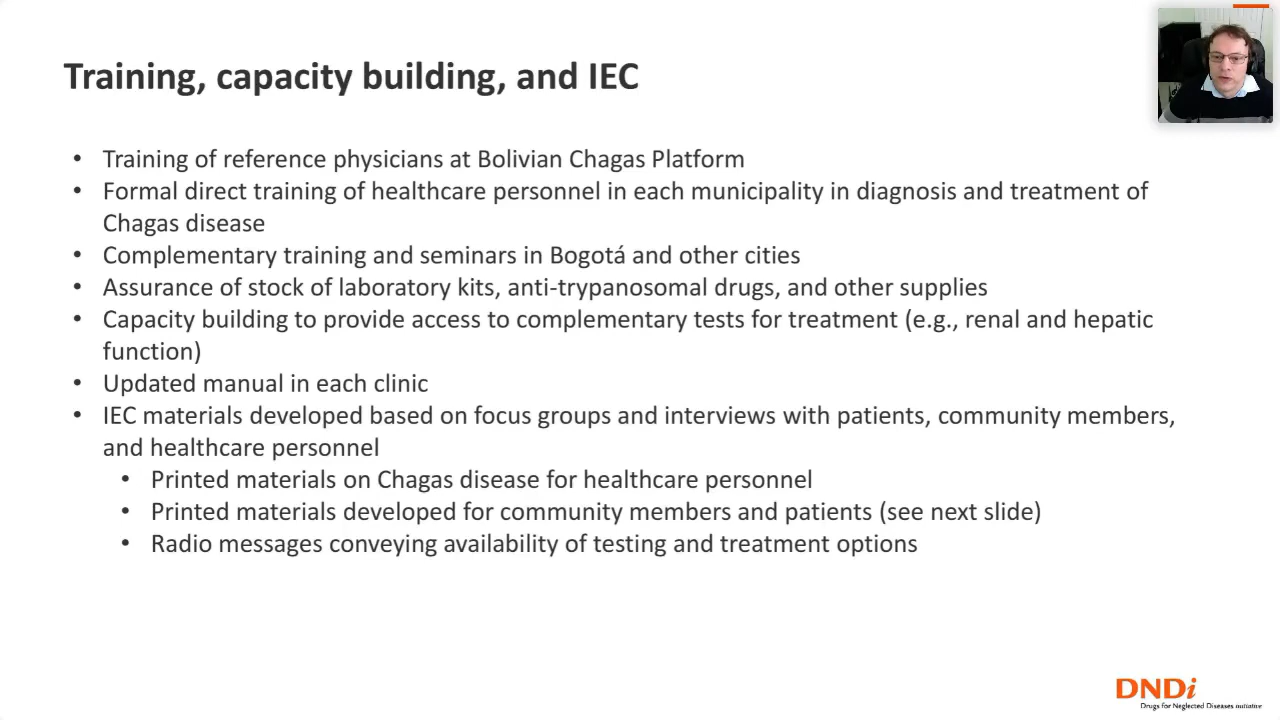 Training, capacity building, and IEC
• Training of reference physicians at Bolivian Chagas Platform
• Formal direct training of healthcare personnel in each municipality in diagnosis and treatment of
Chagas disease
• Complementary training and seminars in Bogotá and other cities
• Assurance of stock of laboratory kits, anti-trypanosomal drugs, and other supplies
• Capacity building to provide access to complementary tests for treatment (e.g., renal and hepatic
function)
• Updated manual in each clinic
• IEC materials developed based on focus groups and interviews with patients, community members,
and healthcare personnel
• Printed materials on Chagas disease for healthcare personnel
• Printed materials developed for community members and patients (see next slide)
• Radio messages conveying availability of testing and treatment options
DNDi
Drugs for Neglected Diseases initiative